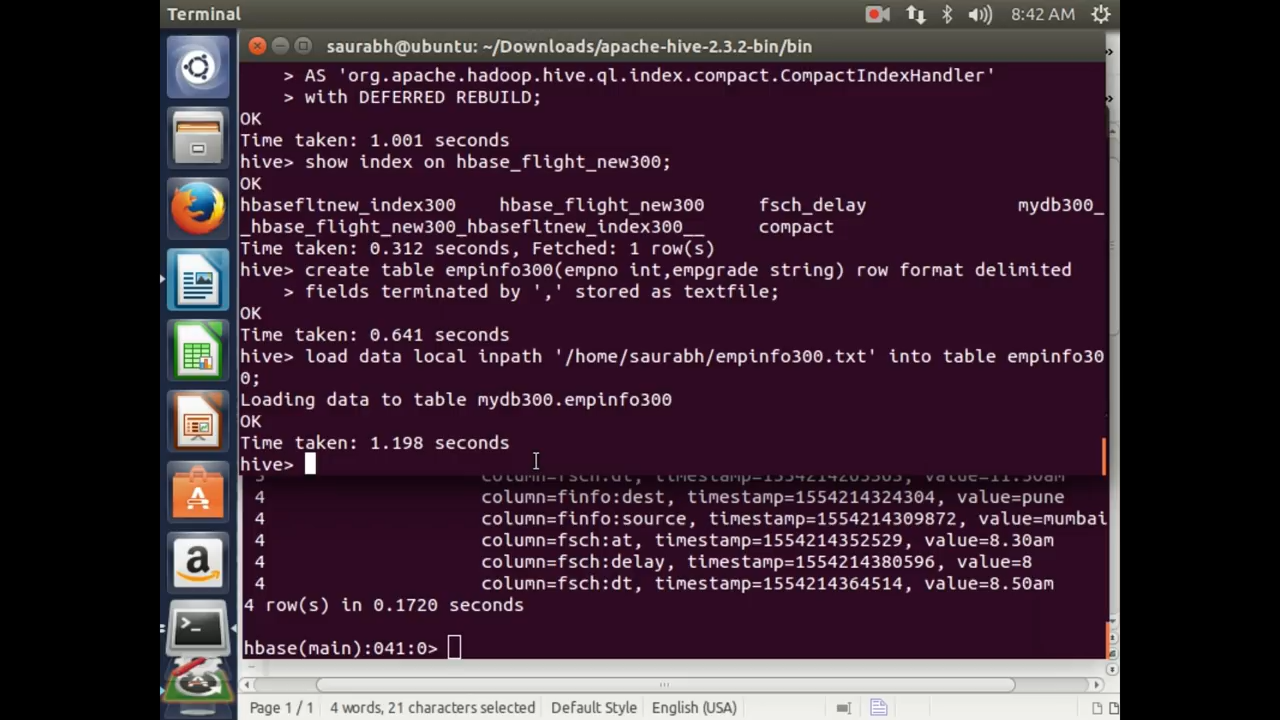 Terminal
8:42 AM
saurabh@ubuntu: ~/Downloads/apache-hive-2.3.2-bin/bin
> AS 'org.apache.hadoop.hive.ql.index.compact.CompactIndexHandler'
> with DEFERRED REBUILD;
OK
Time taken: 1.001 seconds
hive> show index on hbase_flight_new300;
OK
hbasefltnew_index300 hbase_flight_new300 fsch_delay mydb300_
_hbase_flight_new300_hbasefltnew_index300__ compact
Time taken: 0.312 seconds, Fetched: 1 row(s)
hive> create table empinfo300(empno int,empgrade string) row format delimited
> fields terminated by ',' stored as textfile;
OK
Time taken: 0.641 seconds
hive> load data local inpath '/home/saurabh/empinfo300.txt' into table empinfo30
0;
Loading data to table mydb300.empinfo300
OK
Time taken: 1.198 seconds
hive>
4 column=finfo:dest, timestamp=1554214324304, value=pune
4 column=finfo:source, timestamp=1554214309872, value=mumbai
4 column=fsch:at, timestamp=1554214352529, value=8.30am
4 column=fsch:delay, timestamp=1554214380596, value=8
4 column=fsch:dt, timestamp=1554214364514, value=8.50am
4 row(s) in 0.1720 seconds
hbase(main):041:0>
Page 1 / 1 4 words, 21 characters selected Default Style English (USA)